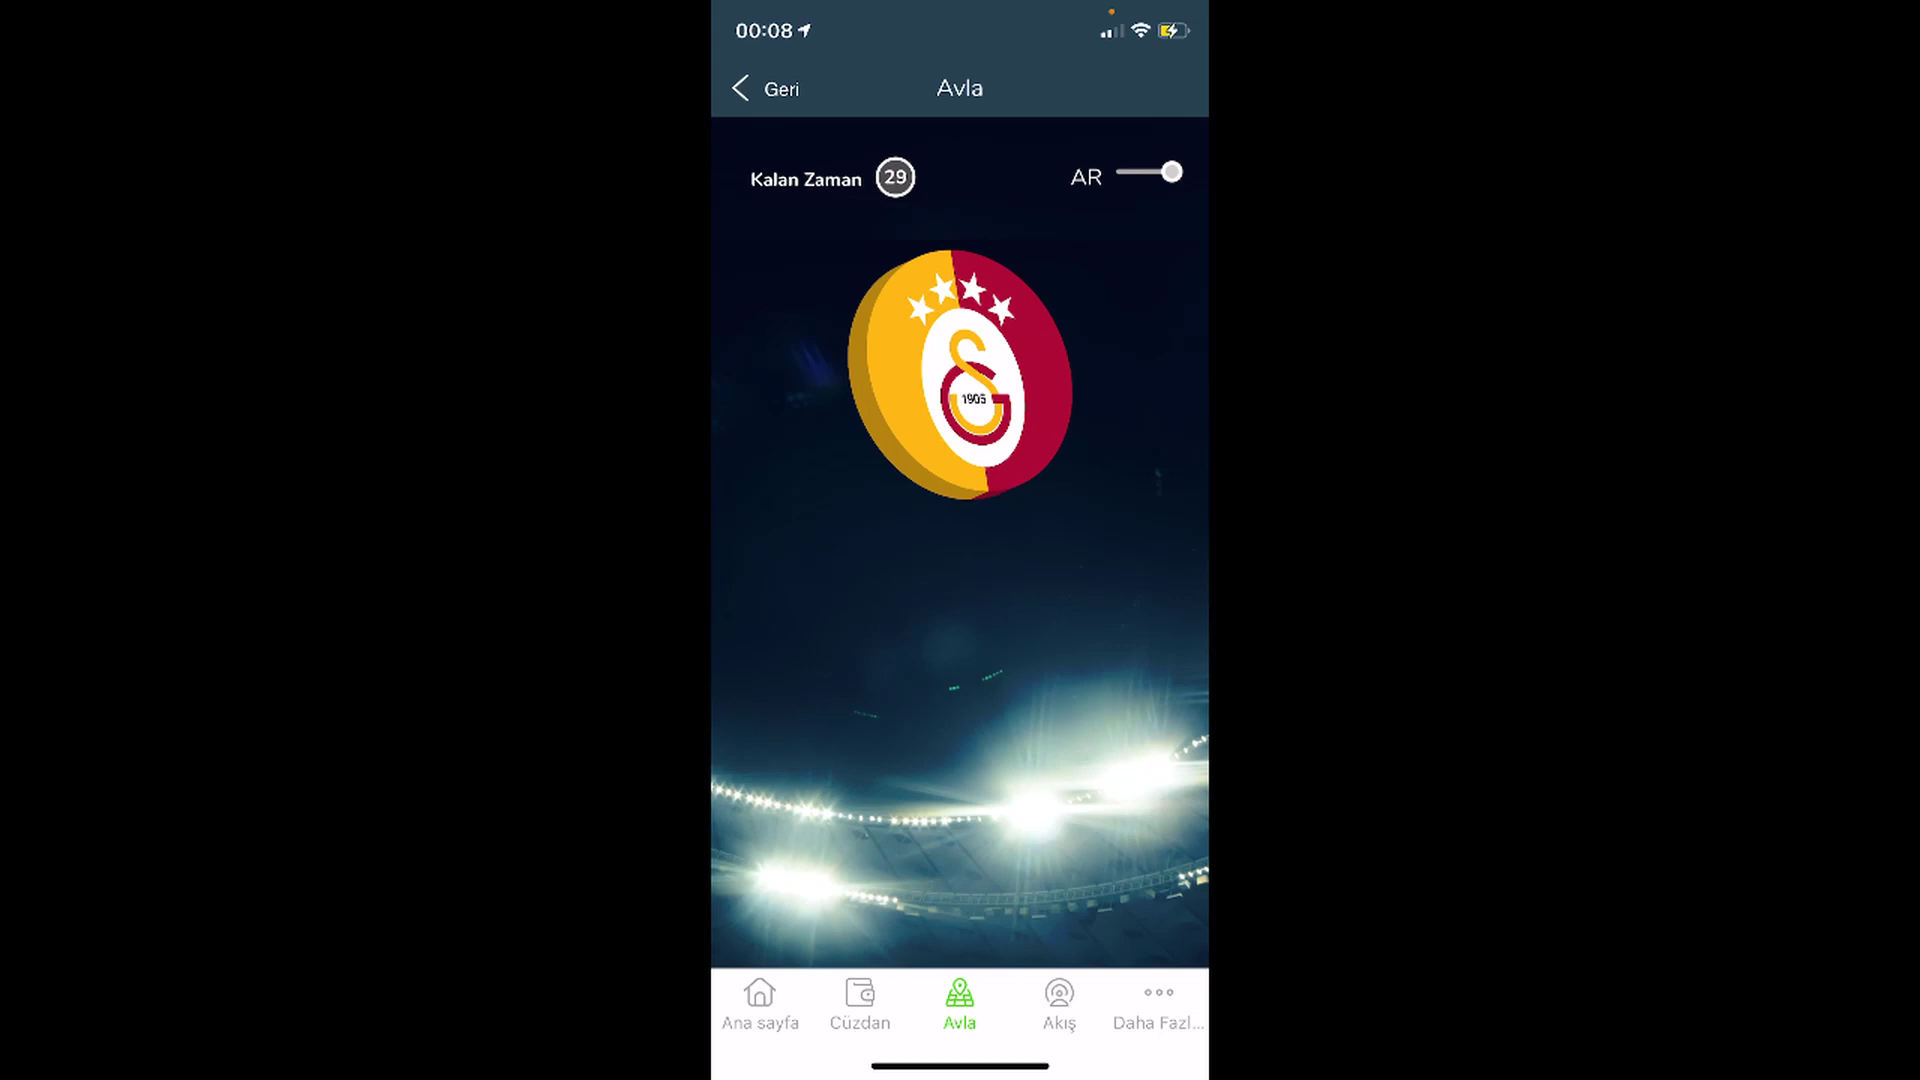 00:08
Geri
Avla
Kalan Zaman 29
AR
1905
Ana sayfa
Cüzdan
Avla
Akış
Daha Fazl...